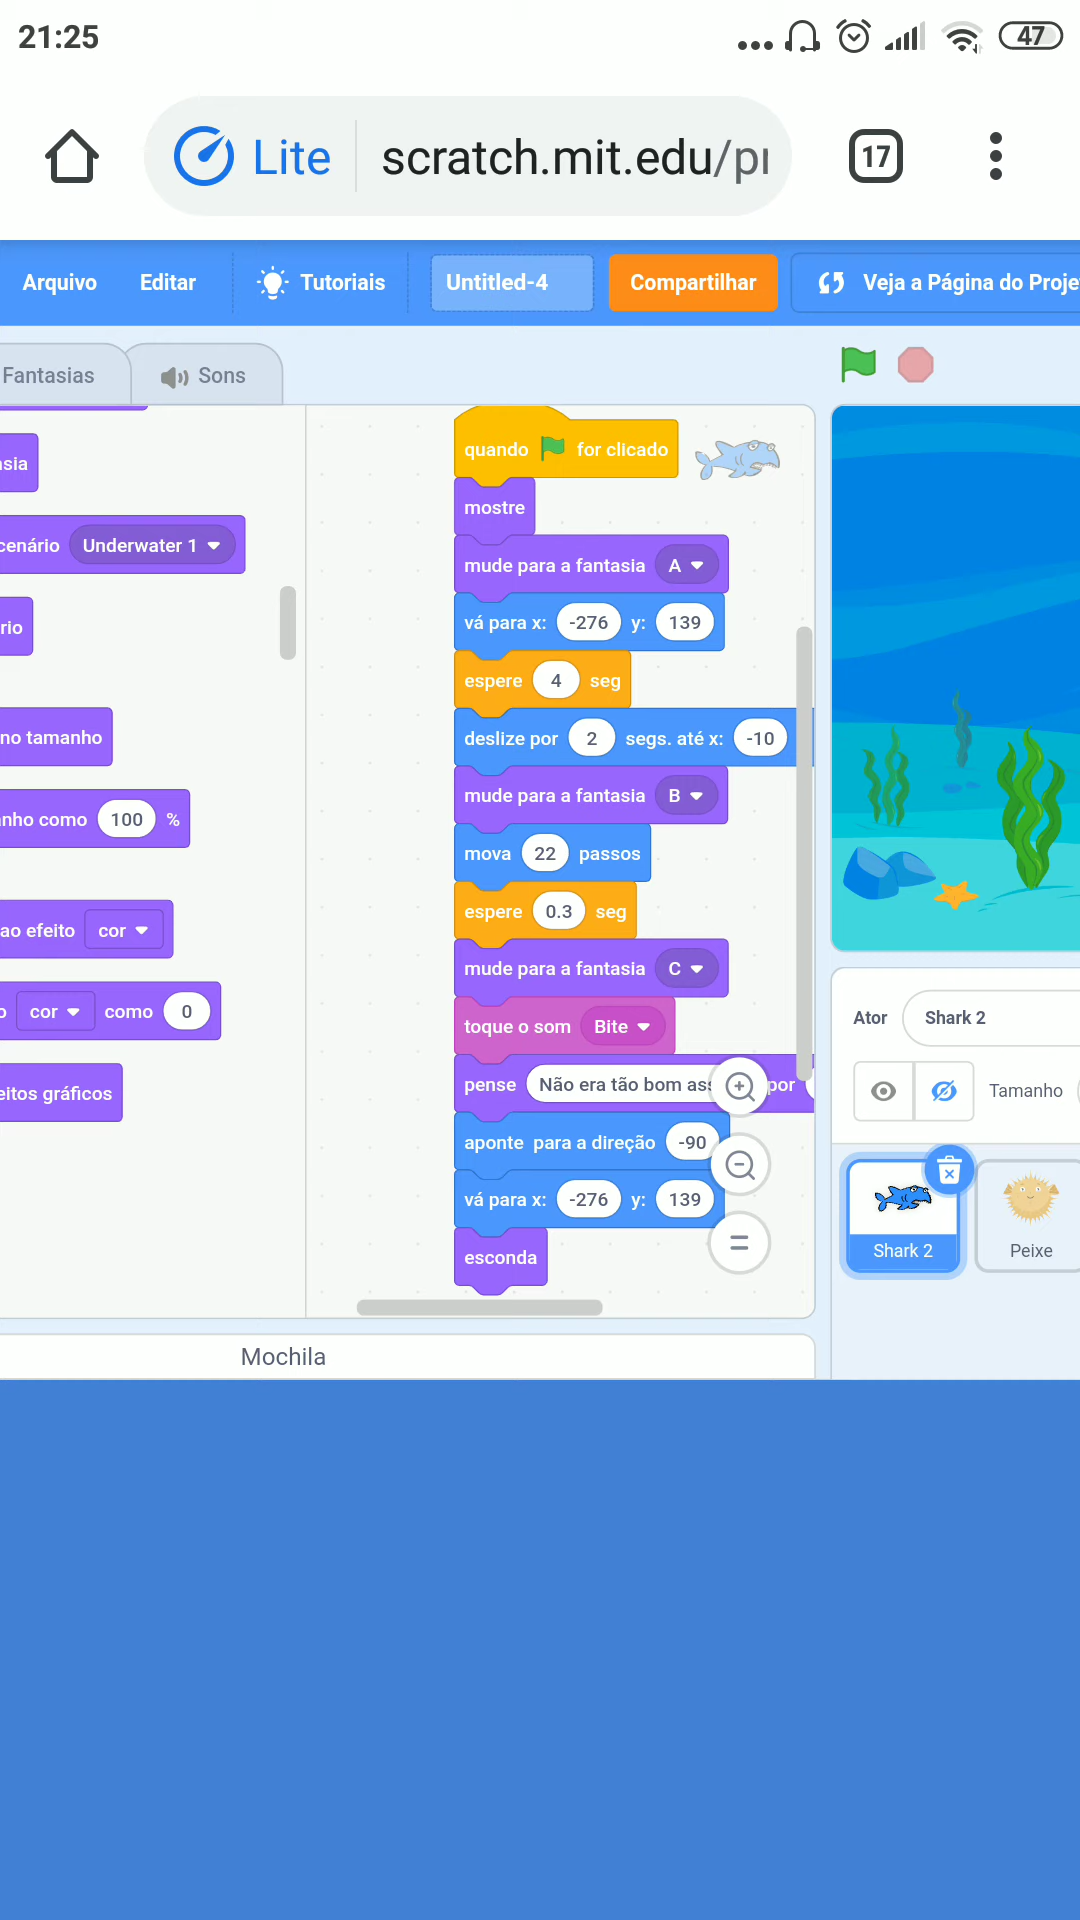 21:25
47
Lite
scratch.mit.edu/pr
17
Arquivo
Editar
Tutoriais
Untitled-4
Compartilhar
Veja a Página do Proje
Fantasias
Sons
asia
cenário Underwater 1
rio
no tamanho
anho como 100 %
ao efeito cor
o cor como 0
eitos gráficos
quando for clicado
mostre
mude para a fantasia A
vá para x: -276 y: 139
espere 4 seg
deslize por 2 segs. até x: -10
mude para a fantasia B
mova 22 passos
espere 0.3 seg
mude para a fantasia C
toque o som Bite
pense Não era tão bom ass por
aponte para a direção -90
vá para x: -276 y: 139
esconda
Mochila
Ator
Shark 2
Tamanho
Shark 2
Peixe